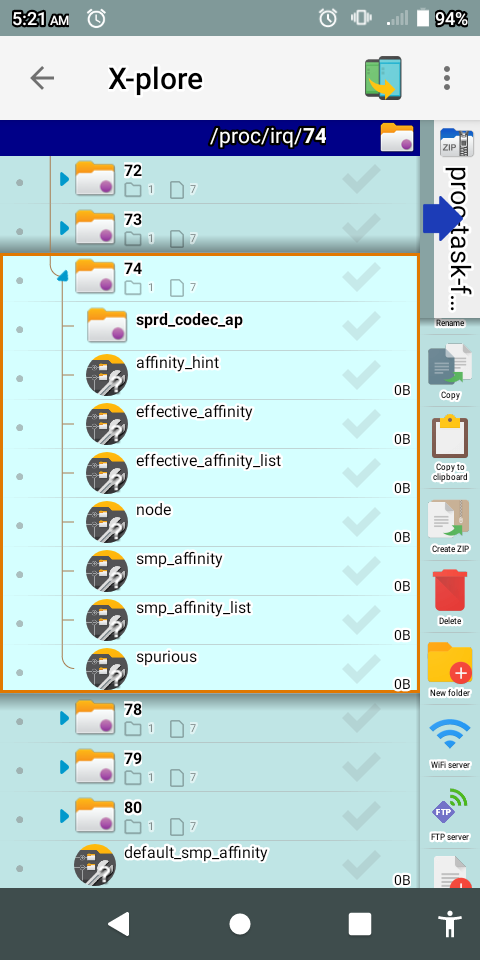 5:21 AM
94%
X-plore
/proc/irq/74
ZIP
proc-task-f...
72
1 7
73
1 7
74
1 7
sprd_codec_ap
affinity_hint
0B
effective_affinity
0B
effective_affinity_list
0B
node
0B
smp_affinity
0B
smp_affinity_list
0B
spurious
0B
78
1 7
79
1 7
80
1 7
default_smp_affinity
0B
Rename
Copy
Copy to
clipboard
Create ZIP
Delete
New folder
WiFi server
FTP
FTP server